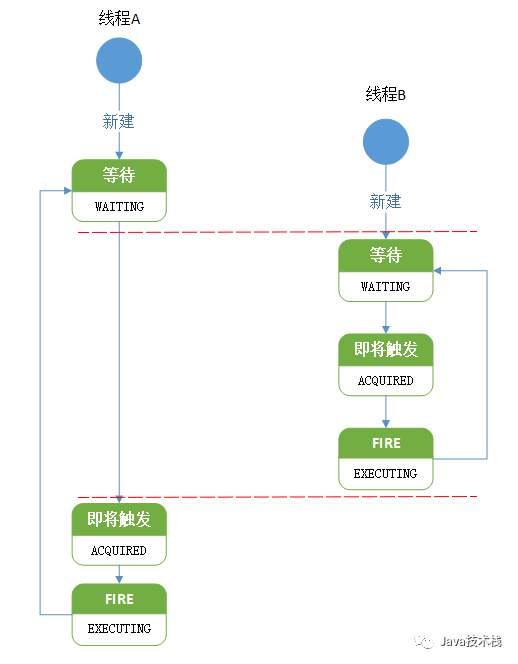 线程A
新建
等待
WAITING
线程B
新建
等待
WAITING
即将触发
ACQUIRED
FIRE
EXECUTING
即将触发
ACQUIRED
FIRE
EXECUTING
Java技术栈